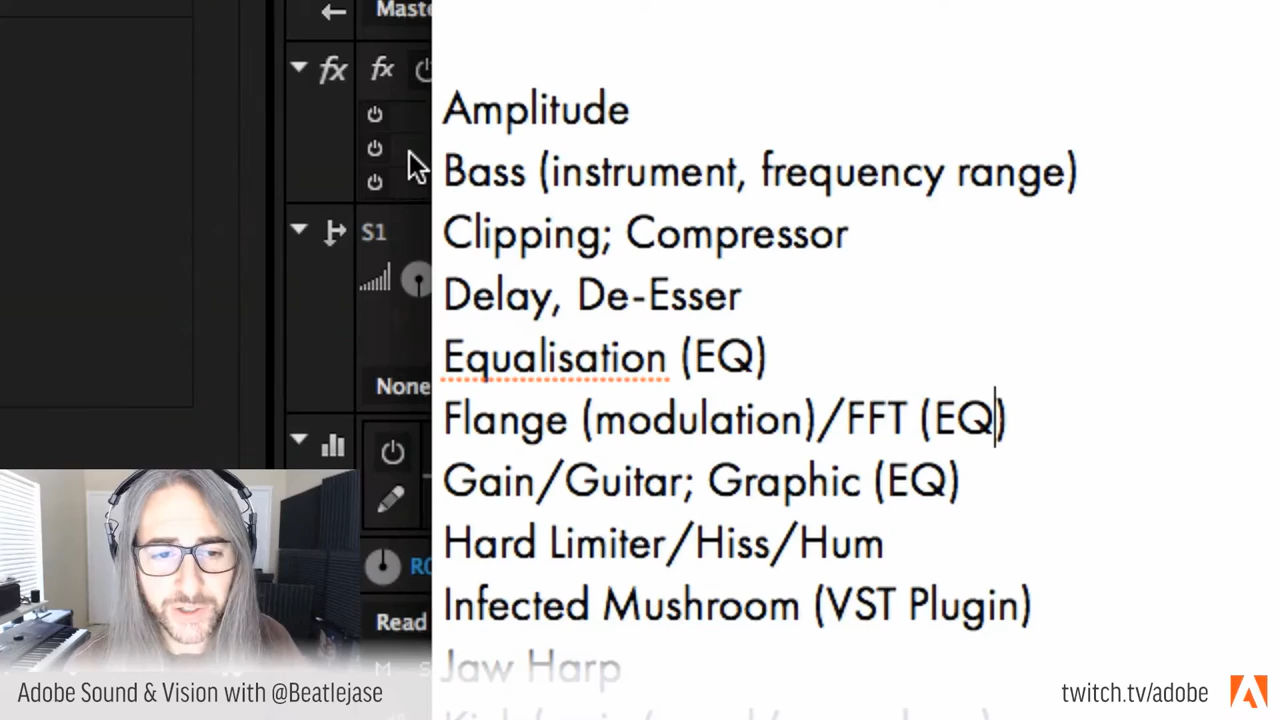 Maste
fx fx
S1
None
RC
Read
M S
Amplitude
Bass (instrument, frequency range)
Clipping; Compressor
Delay, De-Esser
Equalisation (EQ)
Flange (modulation)/FFT (EQ)
Gain/Guitar; Graphic (EQ)
Hard Limiter/Hiss/Hum
Infected Mushroom (VST Plugin)
Jaw Harp
Adobe Sound & Vision with @Beatlejase
twitch.tv/adobe